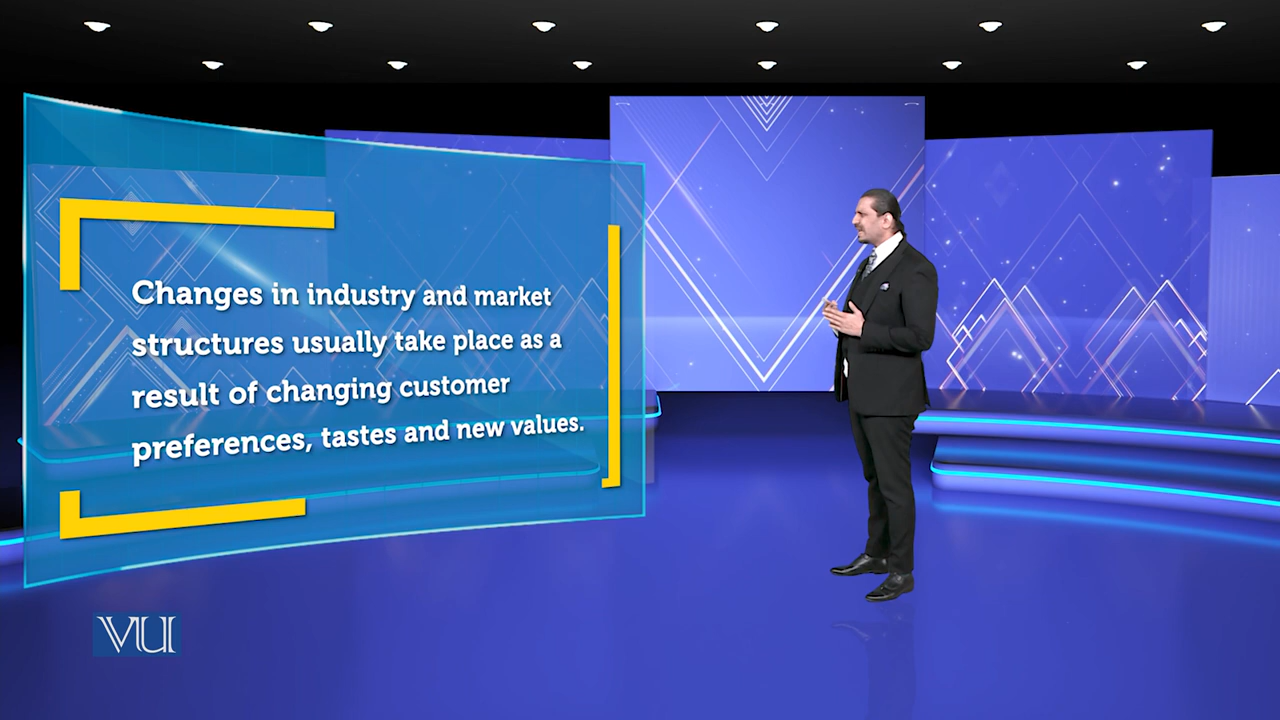 Changes in industry and market
structures usually take place as a
result of changing customer
preferences, tastes and new values.
VU